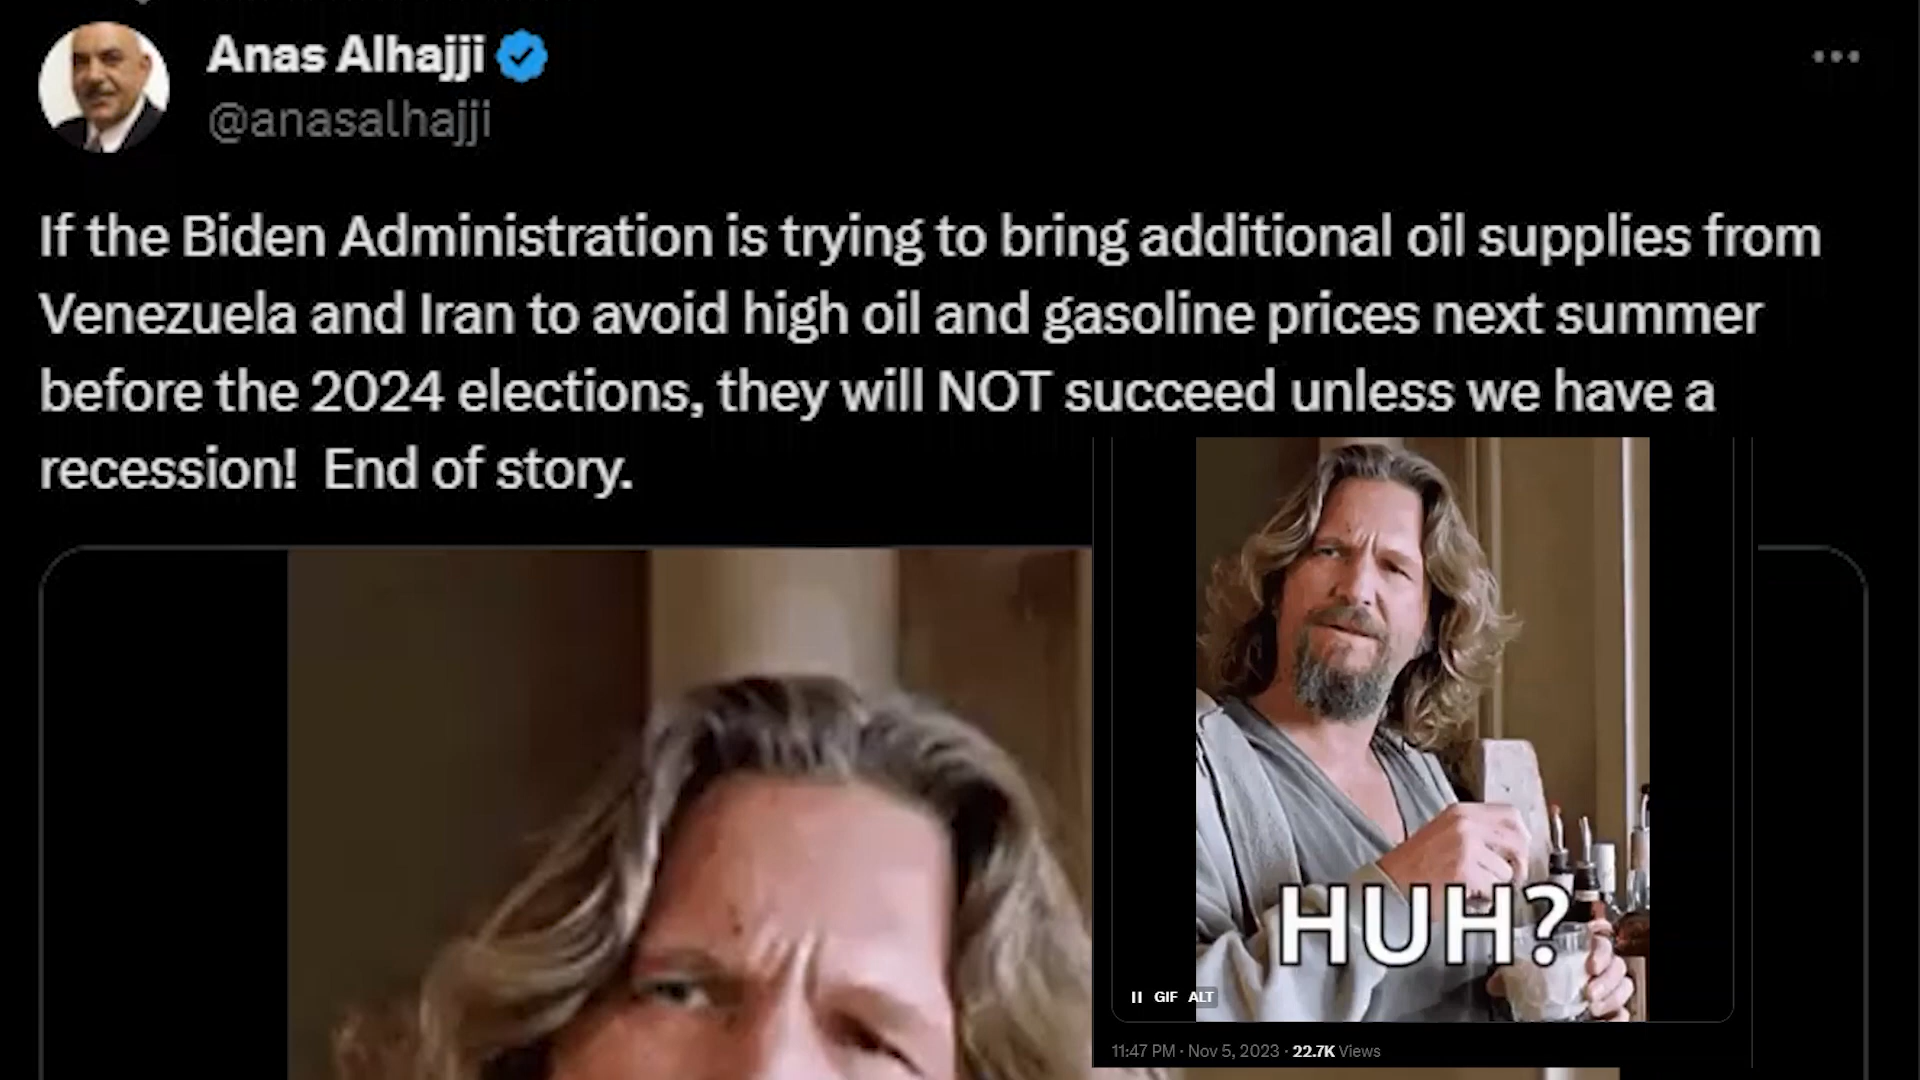 Anas Alhajji
@anasalhajji
If the Biden Administration is trying to bring additional oil supplies from
Venezuela and Iran to avoid high oil and gasoline prices next summer
before the 2024 elections, they will NOT succeed unless we have a
recession!  End of story.
HUH?
GIF ALT
11:47 PM · Nov 5, 2023 · 22.7K Views